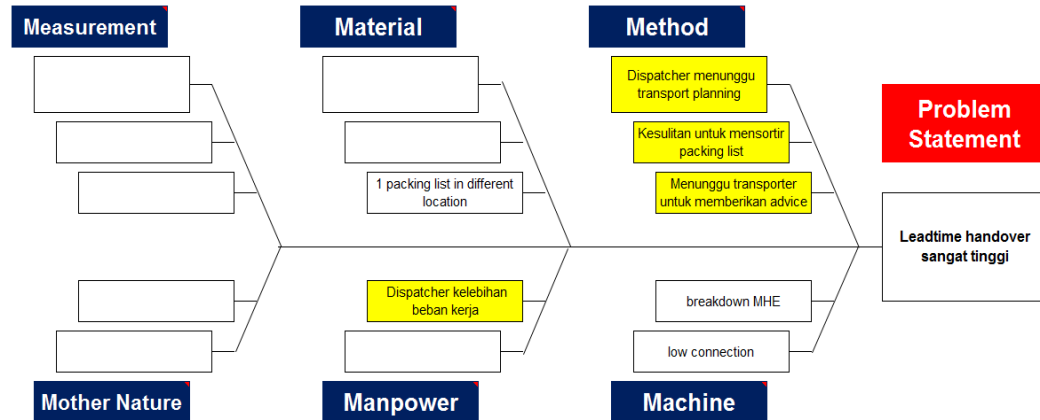 Measurement
Material
Method
Dispatcher menunggu
transport planning
Problem
Statement
Kesulitan untuk mensortir
packing list
1 packing list in different
location
Menunggu transporter
untuk memberikan advice
Leadtime handover
sangat tinggi
Dispatcher kelebihan
beban kerja
breakdown MHE
low connection
Mother Nature
Manpower
Machine